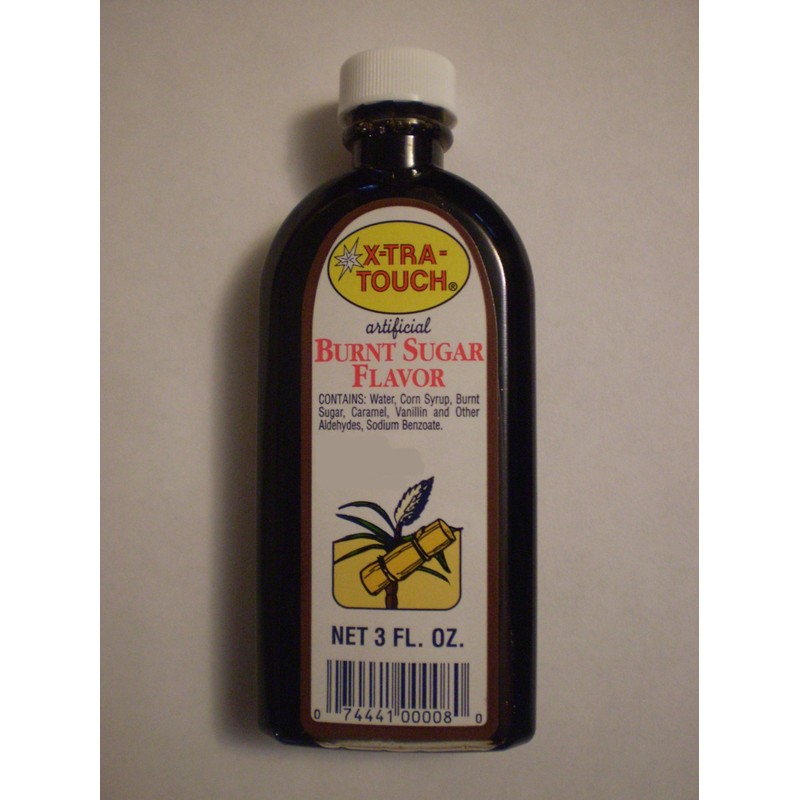 X-TRA-
TOUCH®
artificial
BURNT SUGAR
FLAVOR
CONTAINS: Water, Corn Syrup, Burnt
Sugar, Caramel, Vanillin and Other
Aldehydes, Sodium Benzoate.
NET 3 FL. OZ.
0 74441 00008 0